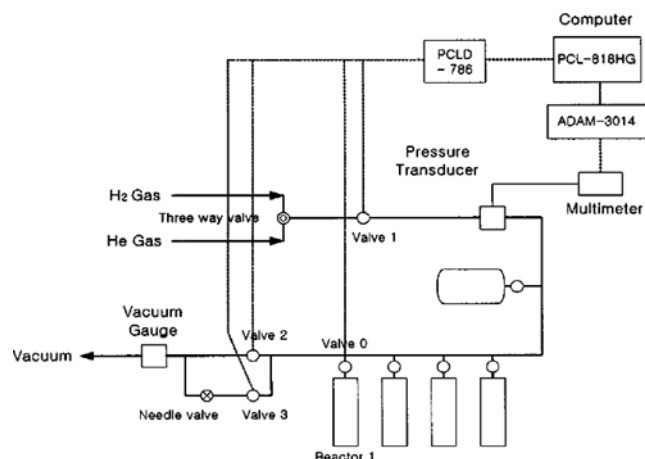 Computer
PCLD
- 786
PCL-818HG
ADAM-3014
Pressure
Transducer
Multimeter
H2 Gas
Three way valve
He Gas
Valve 1
Vacuum
Gauge
Valve 2
Valve 0
Vacuum
Needle valve
Valve 3
Reactor 1